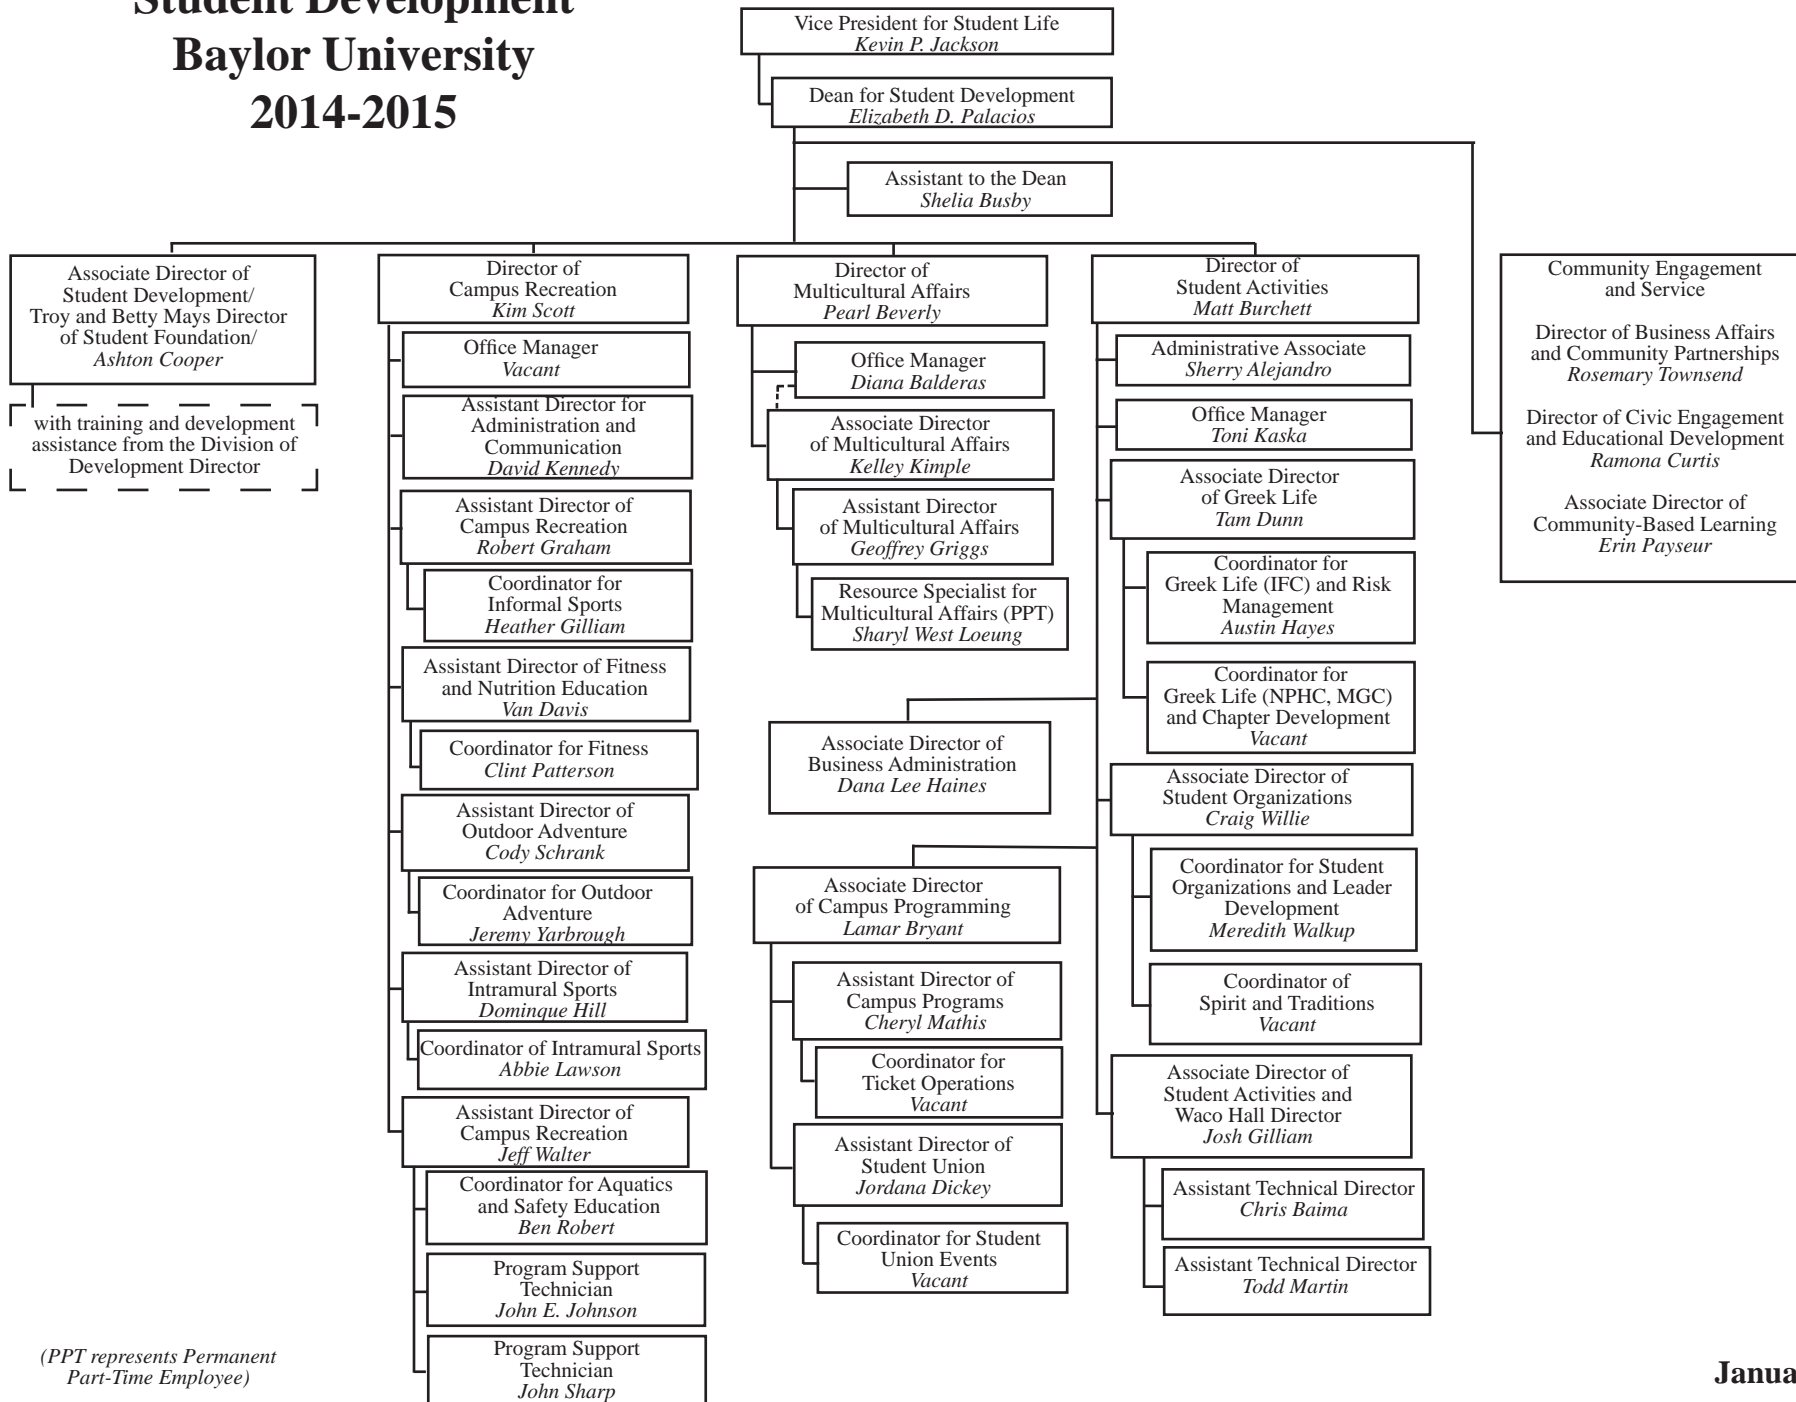 Student Development
Baylor University
2014-2015
Vice President for Student Life
Kevin P. Jackson
Dean for Student Development
Elizabeth D. Palacios
Assistant to the Dean
Shelia Busby
Associate Director of
Student Development/
Troy and Betty Mays Director
of Student Foundation/
Ashton Cooper
with training and development
assistance from the Division of
Development Director
Director of
Campus Recreation
Kim Scott
Office Manager
Vacant
Assistant Director for
Administration and
Communication
David Kennedy
Assistant Director of
Campus Recreation
Robert Graham
Coordinator for
Informal Sports
Heather Gilliam
Assistant Director of Fitness
and Nutrition Education
Van Davis
Coordinator for Fitness
Clint Patterson
Assistant Director of
Outdoor Adventure
Cody Schrank
Coordinator for Outdoor
Adventure
Jeremy Yarbrough
Assistant Director of
Intramural Sports
Dominque Hill
Coordinator of Intramural Sports
Abbie Lawson
Assistant Director of
Campus Recreation
Jeff Walter
Coordinator for Aquatics
and Safety Education
Ben Robert
Program Support
Technician
John E. Johnson
Program Support
Technician
John Sharp
Director of
Multicultural Affairs
Pearl Beverly
Office Manager
Diana Balderas
Associate Director
of Multicultural Affairs
Kelley Kimple
Assistant Director
of Multicultural Affairs
Geoffrey Griggs
Resource Specialist for
Multicultural Affairs (PPT)
Sharyl West Loeung
Associate Director of
Business Administration
Dana Lee Haines
Associate Director
of Campus Programming
Lamar Bryant
Assistant Director of
Campus Programs
Cheryl Mathis
Coordinator for
Ticket Operations
Vacant
Assistant Director of
Student Union
Jordana Dickey
Coordinator for Student
Union Events
Vacant
Director of
Student Activities
Matt Burchett
Administrative Associate
Sherry Alejandro
Office Manager
Toni Kaska
Associate Director
of Greek Life
Tam Dunn
Coordinator for
Greek Life (IFC) and Risk
Management
Austin Hayes
Coordinator for
Greek Life (NPHC, MGC)
and Chapter Development
Vacant
Associate Director of
Student Organizations
Craig Willie
Coordinator for Student
Organizations and Leader
Development
Meredith Walkup
Coordinator of
Spirit and Traditions
Vacant
Associate Director of
Student Activities and
Waco Hall Director
Josh Gilliam
Assistant Technical Director
Chris Baima
Assistant Technical Director
Todd Martin
Community Engagement
and Service
Director of Business Affairs
and Community Partnerships
Rosemary Townsend
Director of Civic Engagement
and Educational Development
Ramona Curtis
Associate Director of
Community-Based Learning
Erin Payseur
(PPT represents Permanent
Part-Time Employee)
Janua